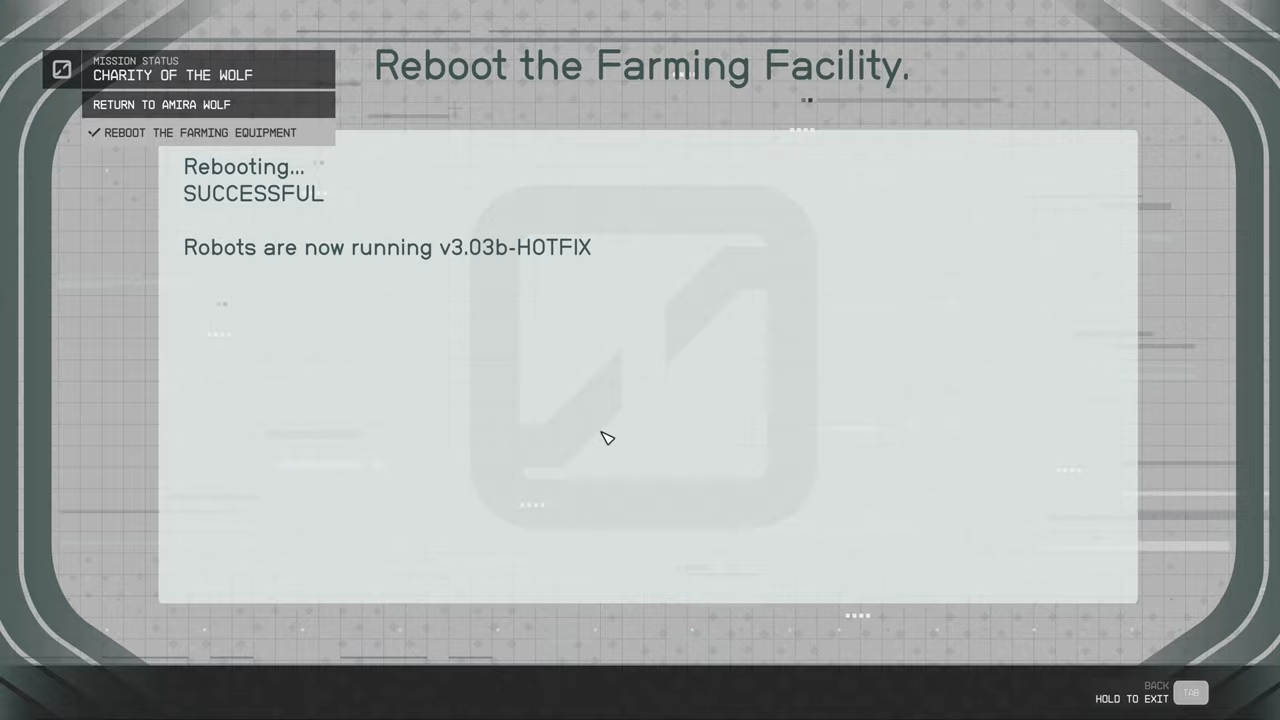 MISSION STATUS
CHARITY OF THE WOLF
RETURN TO AMIRA WOLF
REBOOT THE FARMING EQUIPMENT
Reboot the Farming Facility.
Rebooting...
SUCCESSFUL
Robots are now running v3.03b-HOTFIX
BACK
HOLD TO EXIT TAB